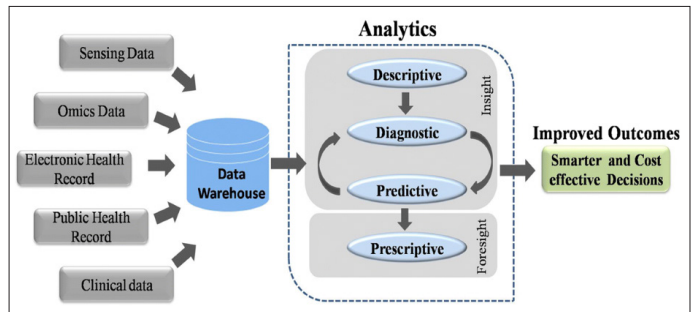 Analytics
Sensing Data
Omics Data
Electronic Health
Record
Public Health
Record
Clinical data
Data
Warehouse
Descriptive
Diagnostic
Predictive
Prescriptive
Insight
Foresight
Improved Outcomes
Smarter and Cost
effective Decisions